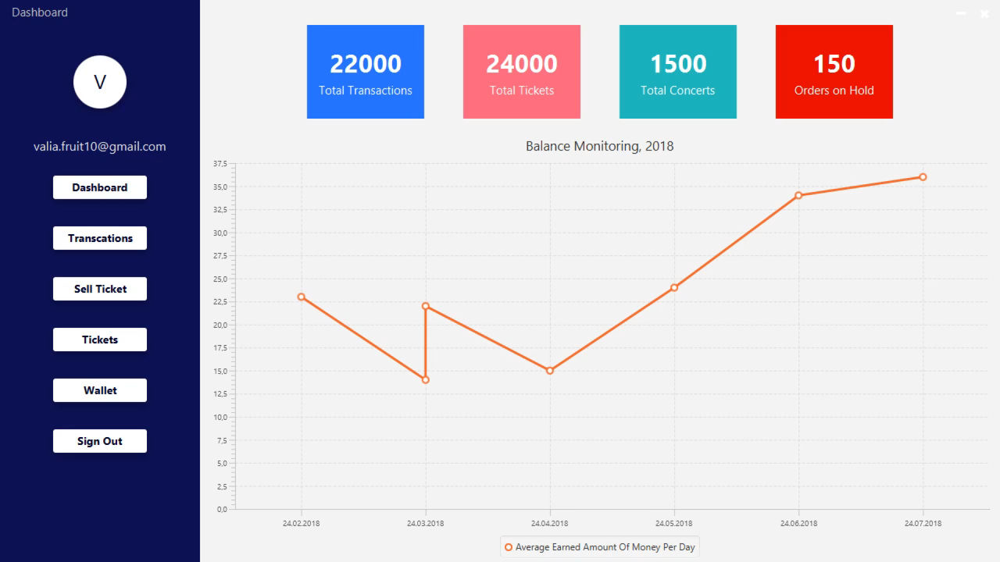 Dashboard
V
valia.fruit10@gmail.com
Dashboard
Transcations
Sell Ticket
Tickets
Wallet
Sign Out
22000
Total Transactions
24000
Total Tickets
1500
Total Concerts
150
Orders on Hold
Balance Monitoring, 2018
37,5
35,0
32,5
30,0
27,5
25,0
22,5
20,0
17,5
15,0
12,5
10,0
7,5
5,0
2,5
0,0
24.02.2018 24.03.2018 24.04.2018 24.05.2018 24.06.2018 24.07.2018
Average Earned Amount Of Money Per Day